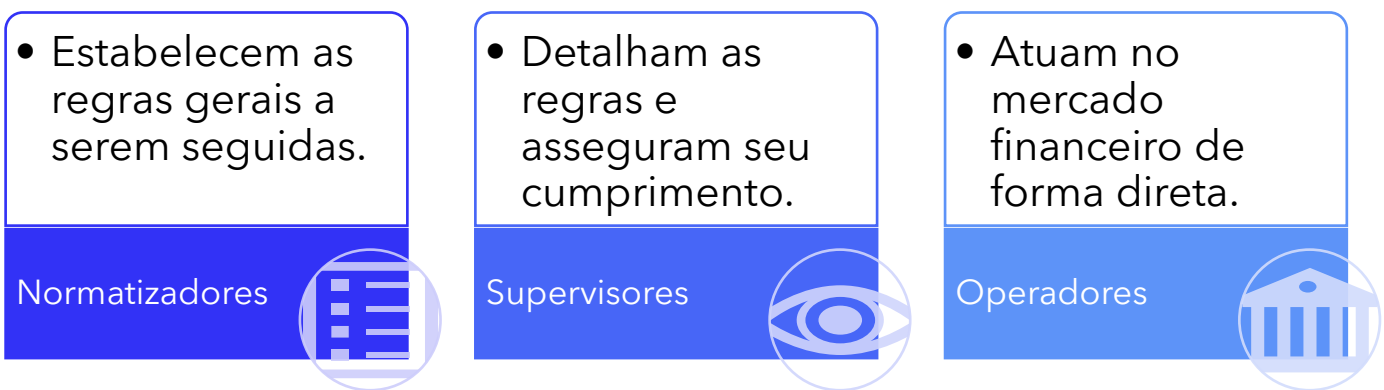 • Estabelecem as
regras gerais a
serem seguidas.
Normatizadores
• Detalham as
regras e
asseguram seu
cumprimento.
Supervisores
• Atuam no
mercado
financeiro de
forma direta.
Operadores